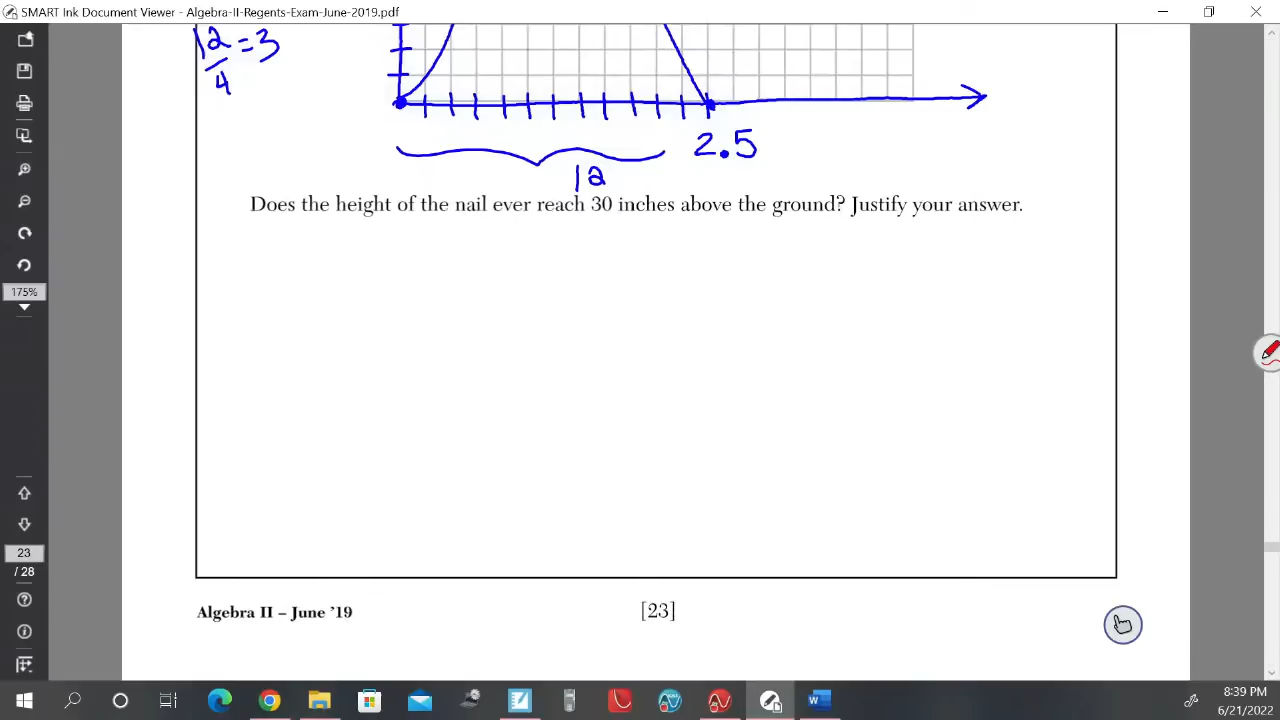 SMART Ink Document Viewer - Algebra-II-Regents-Exam-June-2019.pdf
12/4 = 3
2.5
12
Does the height of the nail ever reach 30 inches above the ground? Justify your answer.
175%
23
/ 28
Algebra II – June ’19
[23]
8:39 PM
6/21/2022